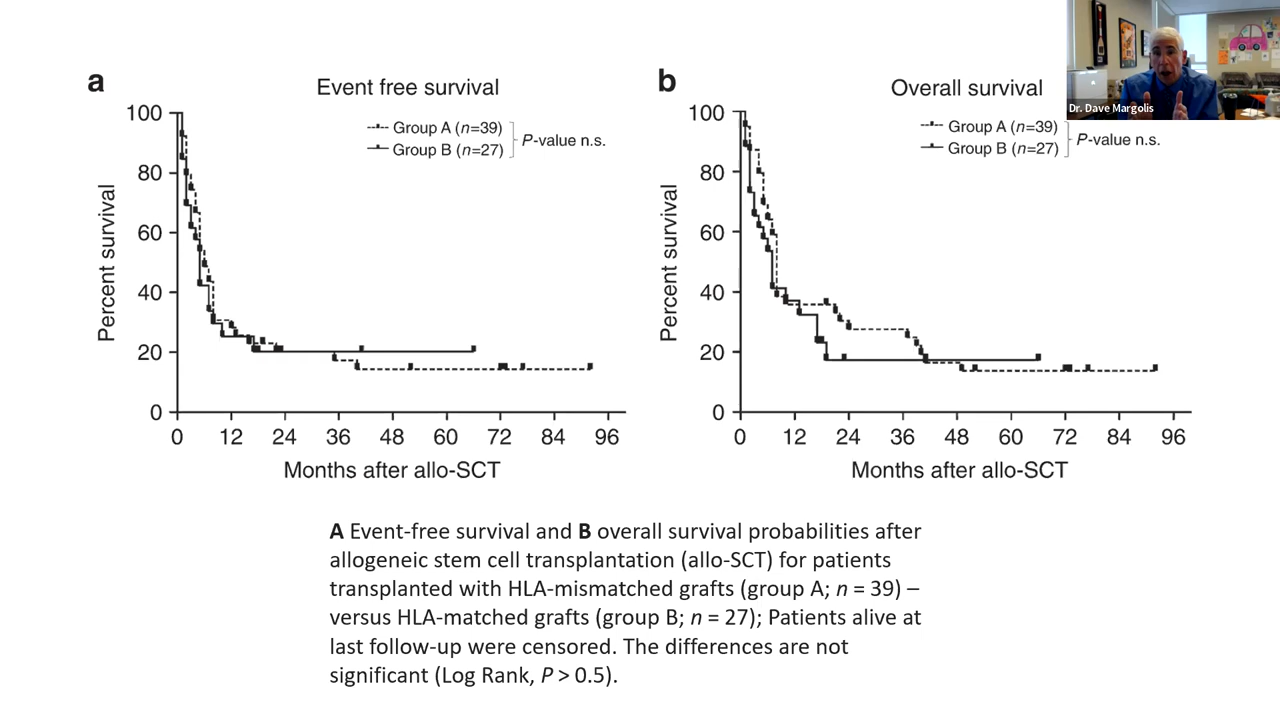 a
Event free survival
Group A (n=39)
Group B (n=27)
P-value n.s.
Percent survival
100
80
60
40
20
0
0 12 24 36 48 60 72 84 96
Months after allo-SCT
b
Overall survival
Group A (n=39)
Group B (n=27)
P-value n.s.
Percent survival
100
80
60
40
20
0
0 12 24 36 48 60 72 84 96
Months after allo-SCT
Dr. Dave Margolis
A Event-free survival and B overall survival probabilities after
allogeneic stem cell transplantation (allo-SCT) for patients
transplanted with HLA-mismatched grafts (group A; n = 39) –
versus HLA-matched grafts (group B; n = 27); Patients alive at
last follow-up were censored. The differences are not
significant (Log Rank, P > 0.5).